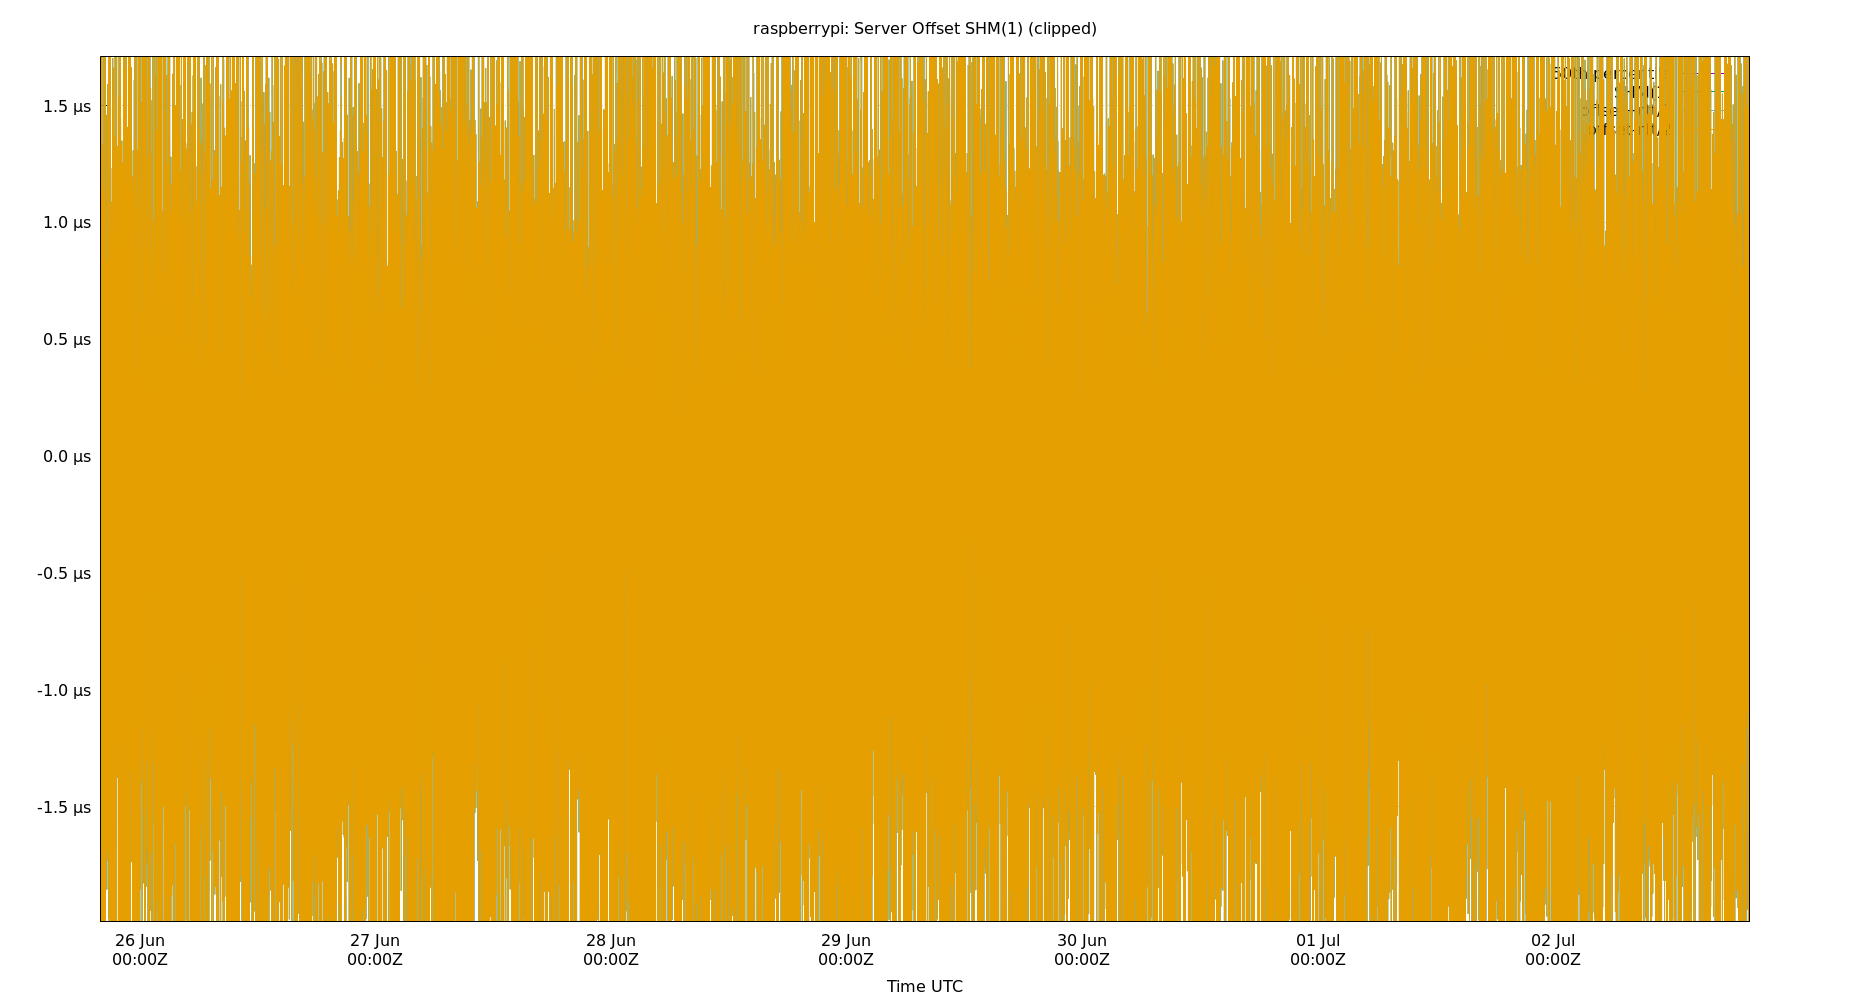 raspberrypi: Server Offset SHM(1) (clipped)
1.5 µs
1.0 µs
0.5 µs
0.0 µs
-0.5 µs
-1.0 µs
-1.5 µs
26 Jun
00:00Z
27 Jun
00:00Z
28 Jun
00:00Z
29 Jun
00:00Z
30 Jun
00:00Z
01 Jul
00:00Z
02 Jul
00:00Z
Time UTC